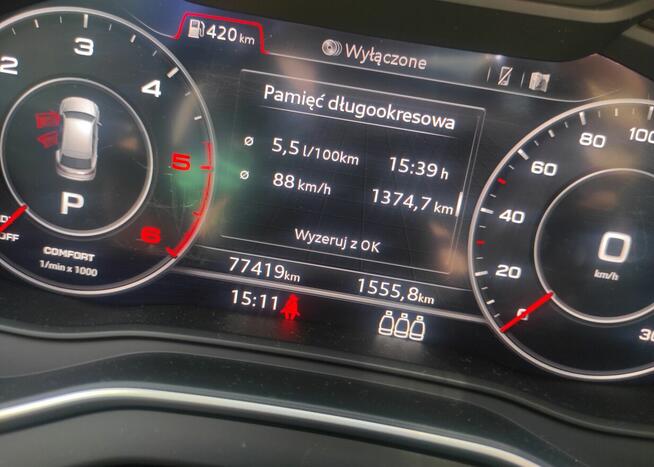 420 km
Wyłączone
Pamięć długookresowa
ø 5,5 l/100km 15:39 h
ø 88 km/h 1374,7 km
Wyzeruj z OK
77419 km 1555,8 km
15:11
2 3 4 5 6
P
OFF
COMFORT
1/min x 1000
0 20 40 60 80 100
0
km/h